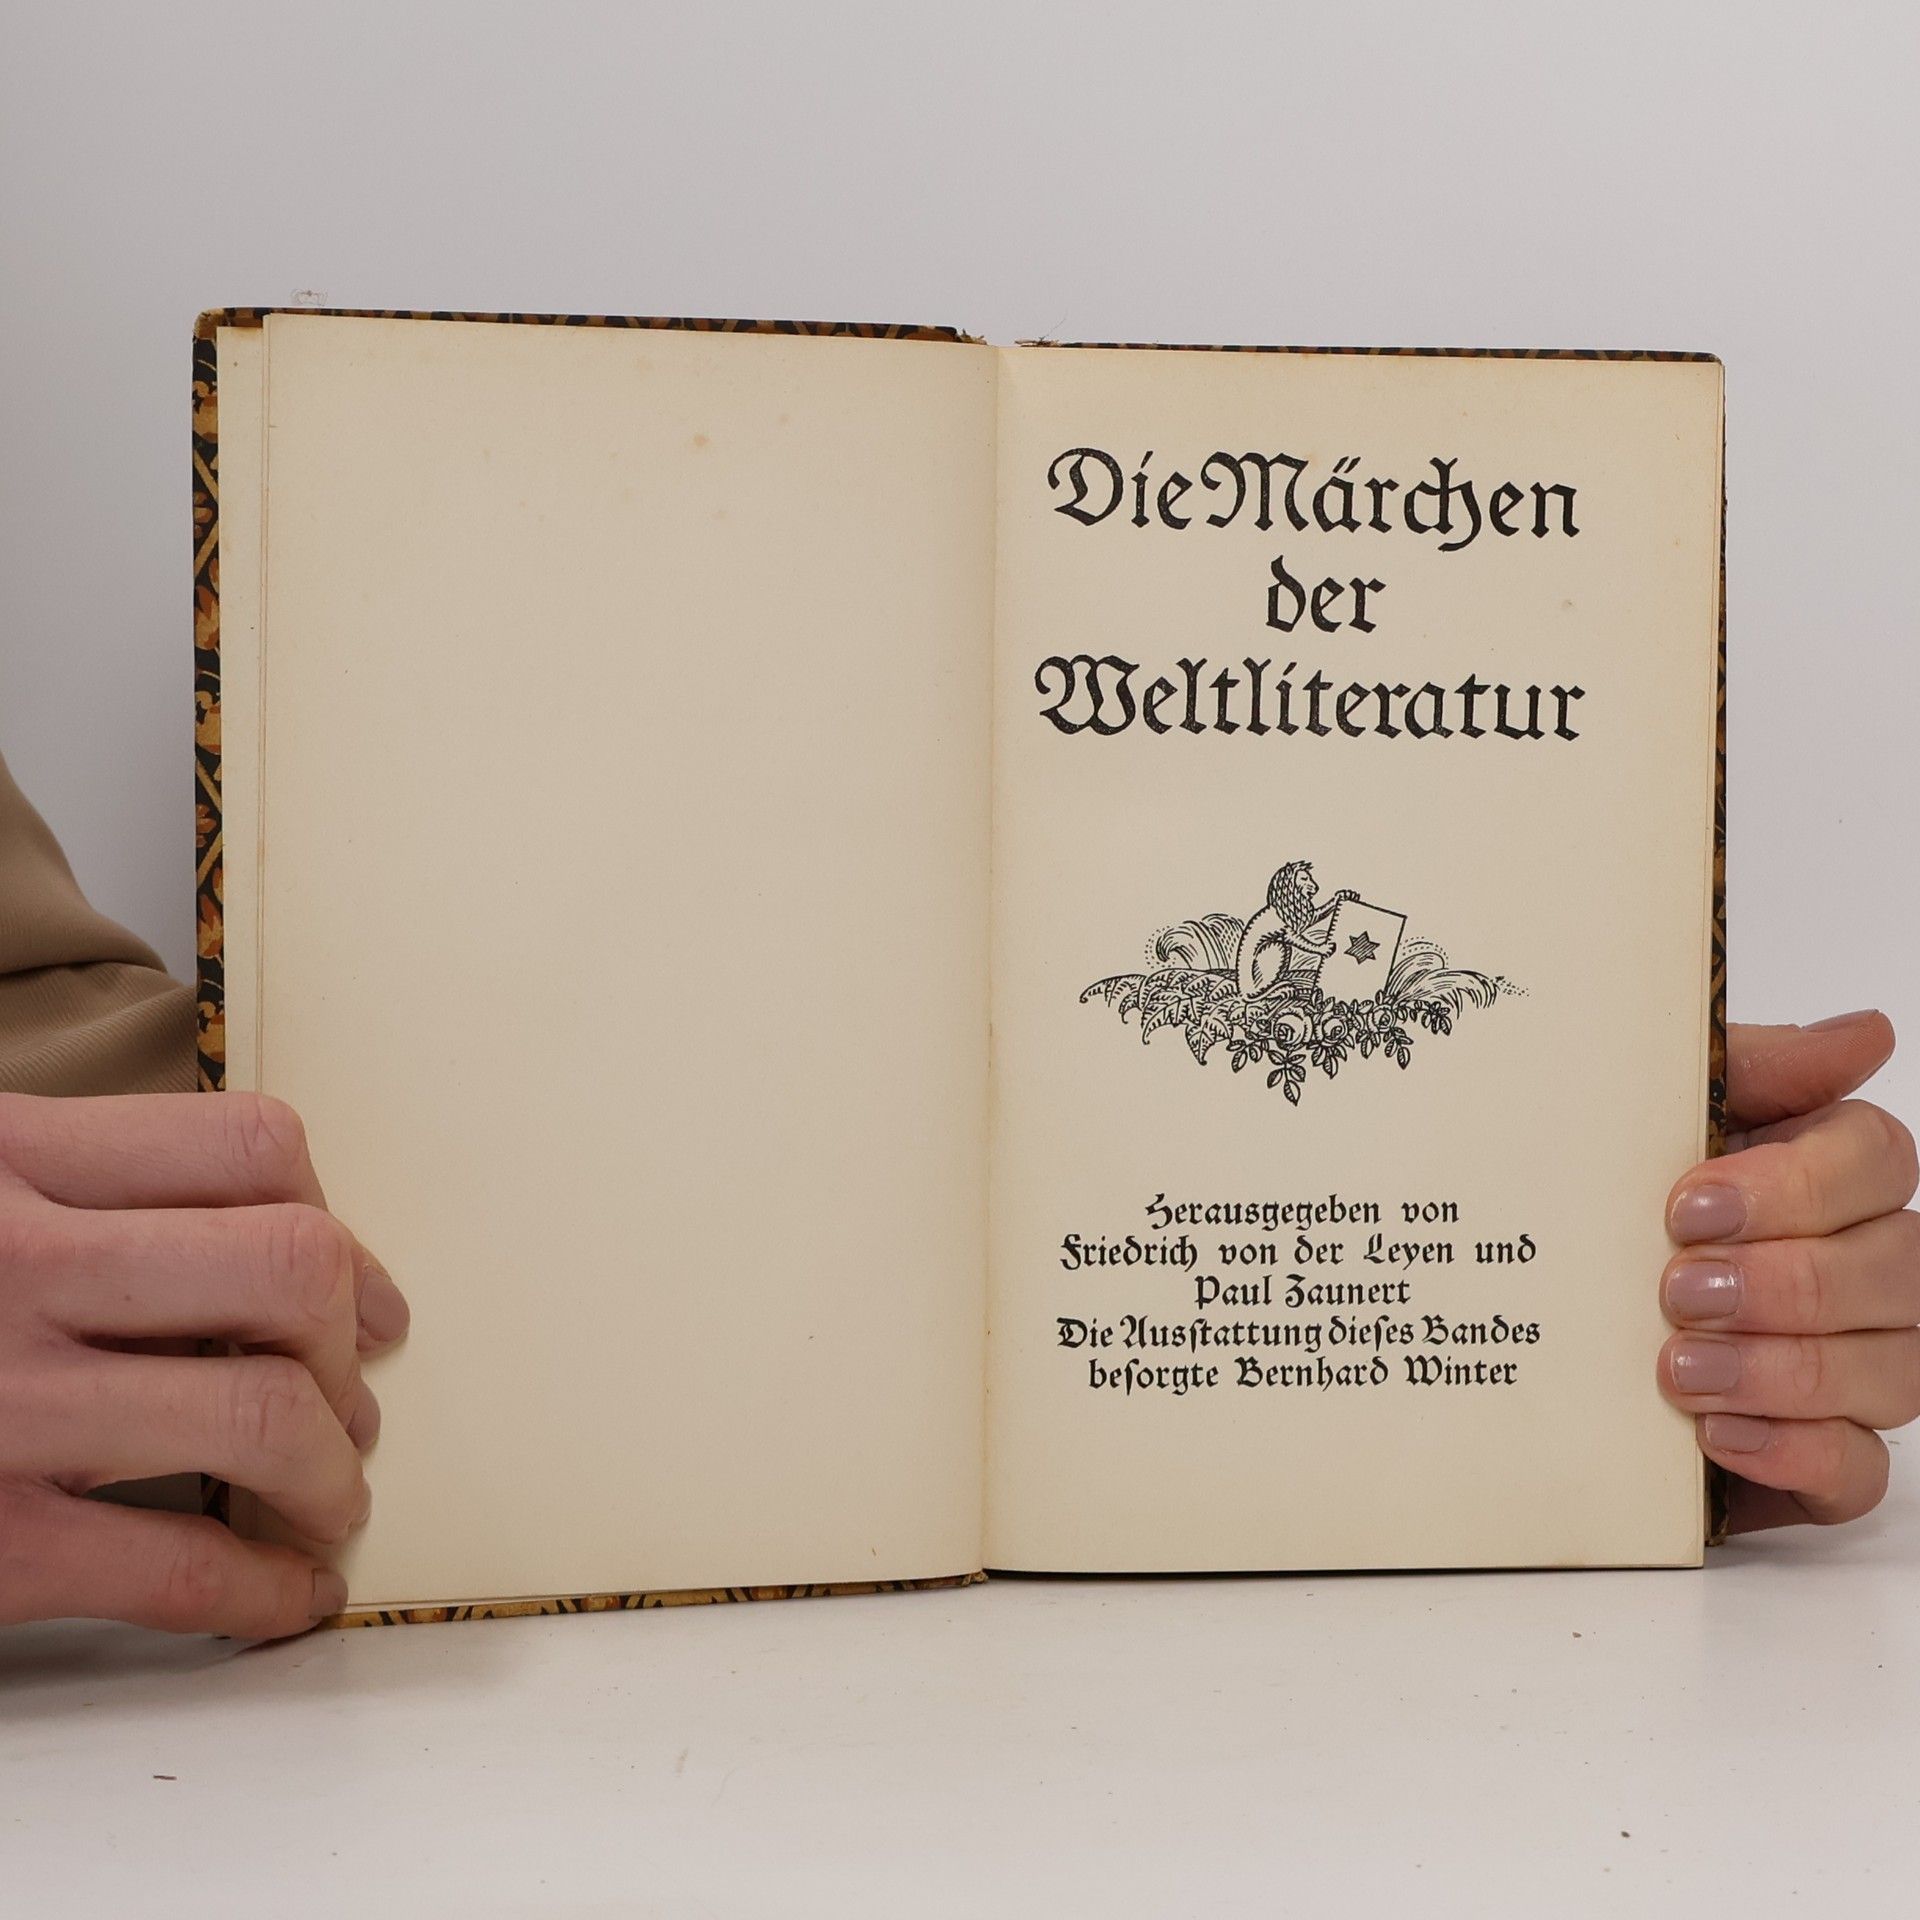 Die Märchen
der
Weltliteratur
Herausgegeben von
Friedrich von der Leyen und
Paul Zaunert
Die Ausſtattung dieſes Bandes
beſorgte Bernhard Winter